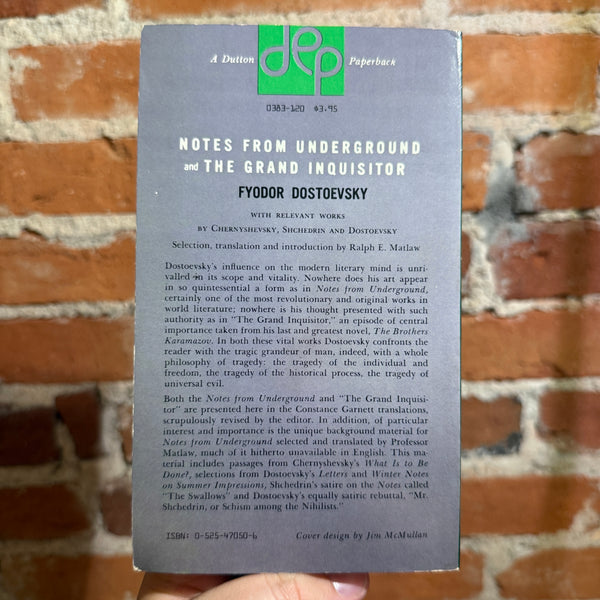 A Dutton dep Paperback
0383-120 $3.95
NOTES FROM UNDERGROUND
and THE GRAND INQUISITOR
FYODOR DOSTOEVSKY
WITH RELEVANT WORKS
BY CHERNYSHEVSKY, SHCHEDRIN AND DOSTOEVSKY
Selection, translation and introduction by Ralph E. Matlaw
Dostoevsky's influence on the modern literary mind is unri-
valled in its scope and vitality. Nowhere does his art appear
in so quintessential a form as in Notes from Underground,
certainly one of the most revolutionary and original works in
world literature; nowhere is his thought presented with such
authority as in "The Grand Inquisitor," an episode of central
importance taken from his last and greatest novel, The Brothers
Karamazov. In both these vital works Dostoevsky confronts the
reader with the tragic grandeur of man, indeed, with a whole
philosophy of tragedy: the tragedy of the individual and
freedom, the tragedy of the historical process, the tragedy of
universal evil.
Both the Notes from Underground and "The Grand Inquisi-
tor" are presented here in the Constance Garnett translations,
scrupulously revised by the editor. In addition, of particular
interest and importance is the unique background material for
Notes from Underground selected and translated by Professor
Matlaw, much of it hitherto unavailable in English. This ma-
terial includes passages from Chernyshevsky's What Is to Be
Done?, selections from Dostoevsky's Letters and Winter Notes
on Summer Impressions, Shchedrin's satire on the Notes called
"The Swallows" and Dostoevsky's equally satiric rebuttal, "Mr.
Shchedrin, or Schism among the Nihilists."
ISBN: 0-525-47050-6 Cover design by Jim McMullan